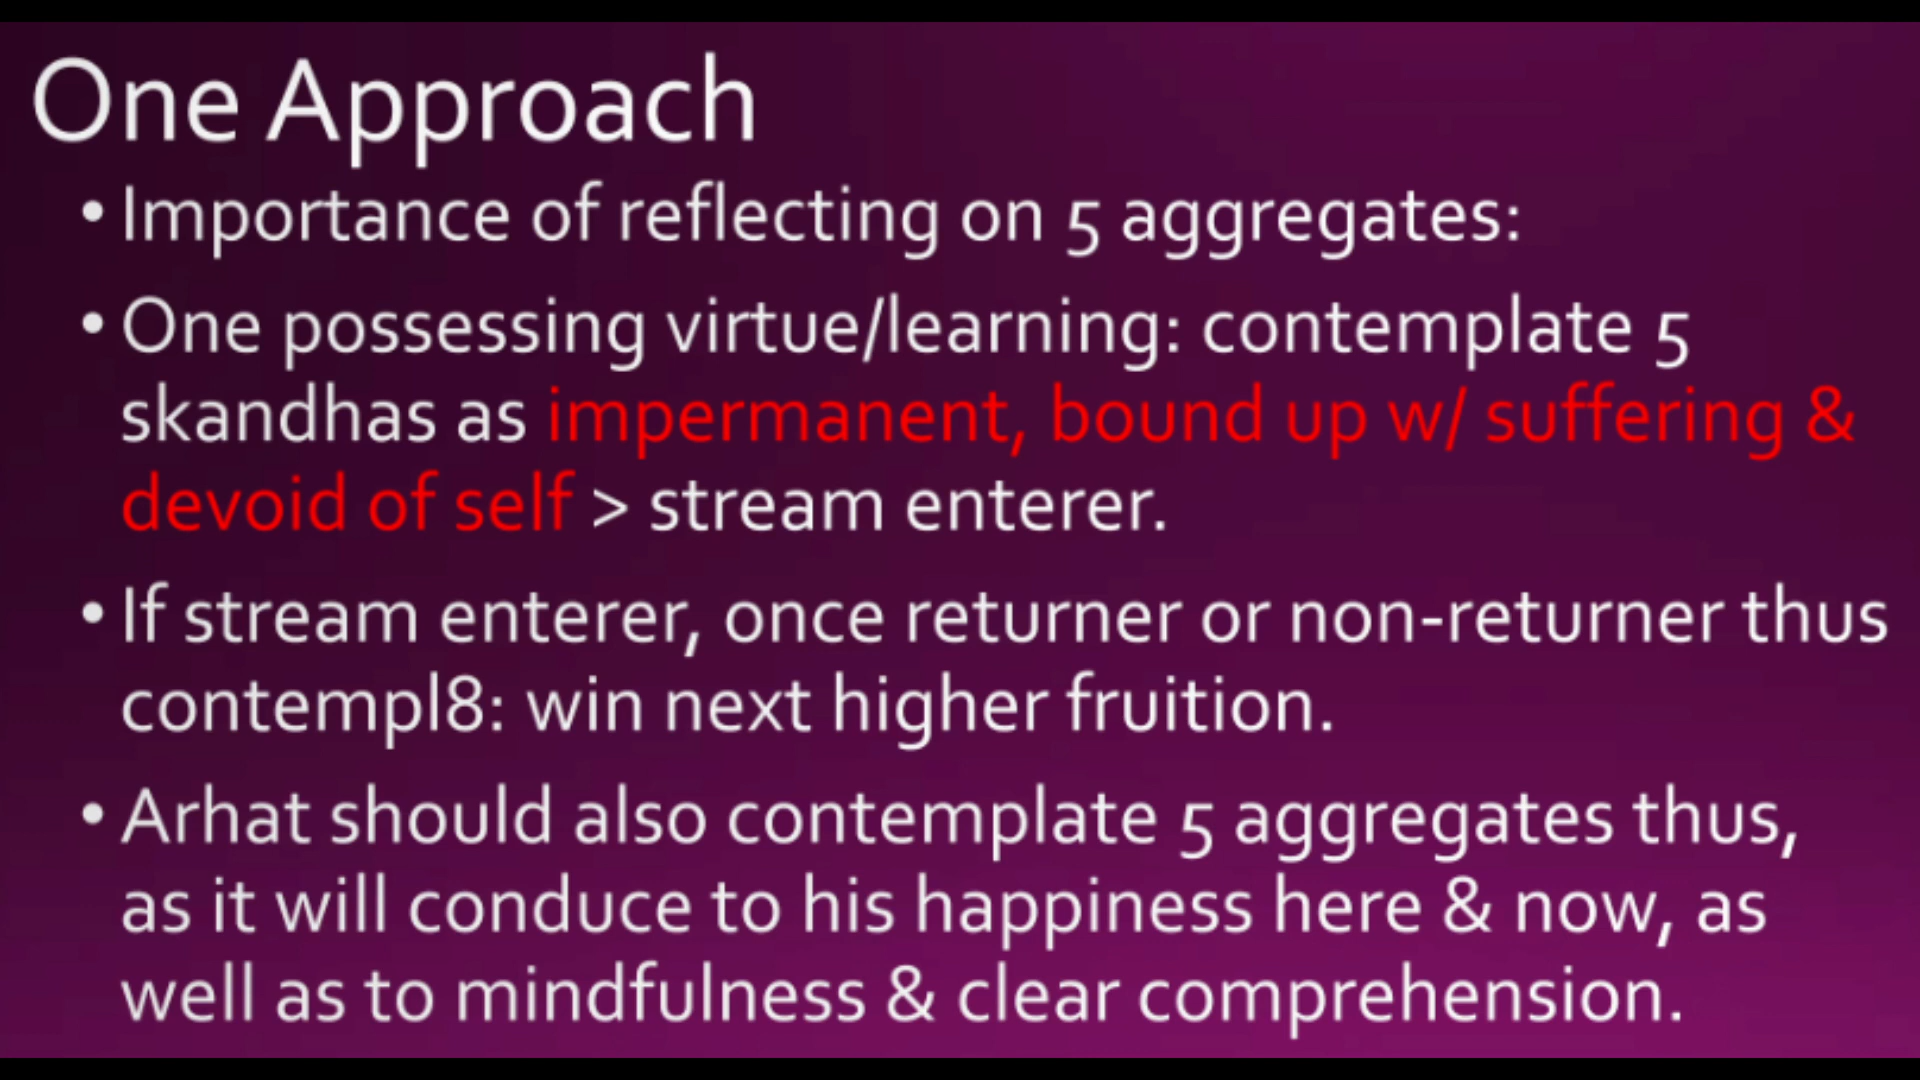 One Approach
• Importance of reflecting on 5 aggregates:
• One possessing virtue/learning: contemplate 5
skandhas as impermanent, bound up w/ suffering &
devoid of self > stream enterer.
• If stream enterer, once returner or non-returner thus
contempl8: win next higher fruition.
• Arhat should also contemplate 5 aggregates thus,
as it will conduce to his happiness here & now, as
well as to mindfulness & clear comprehension.